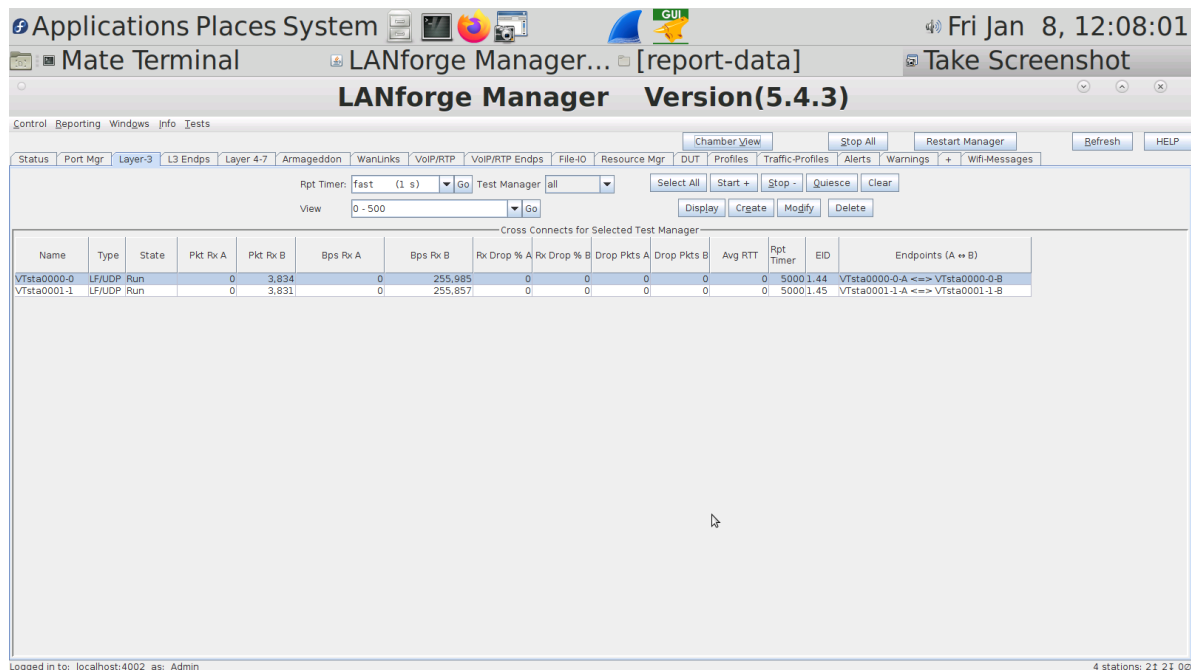 Applications Places System GUI Fri Jan 8, 12:08:01
Mate Terminal LANforge Manager... [report-data] Take Screenshot
LANforge Manager Version(5.4.3)
Control Reporting Windows Info Tests
Chamber View Stop All Restart Manager Refresh HELP
Status Port Mgr Layer-3 L3 Endps Layer 4-7 Armageddon WanLinks VoIP/RTP VoIP/RTP Endps File-IO Resource Mgr DUT Profiles Traffic-Profiles Alerts Warnings + Wifi-Messages
Rpt Timer: fast (1 s) Go Test Manager all Select All Start + Stop - Quiesce Clear
View 0 - 500 Go Display Create Modify Delete
Cross Connects for Selected Test Manager
Name Type State Pkt Rx A Pkt Rx B Bps Rx A Bps Rx B Rx Drop % A Rx Drop % B Drop Pkts A Drop Pkts B Avg RTT Rpt Timer EID Endpoints (A ⇔ B)
VTsta0000-0 LF/UDP Run 0 3,834 0 255,985 0 0 0 0 0 5000 1.44 VTsta0000-0-A <=> VTsta0000-0-B
VTsta0001-1 LF/UDP Run 0 3,831 0 255,857 0 0 0 0 0 5000 1.45 VTsta0001-1-A <=> VTsta0001-1-B
Logged in to: localhost:4002 as: Admin 4 stations: